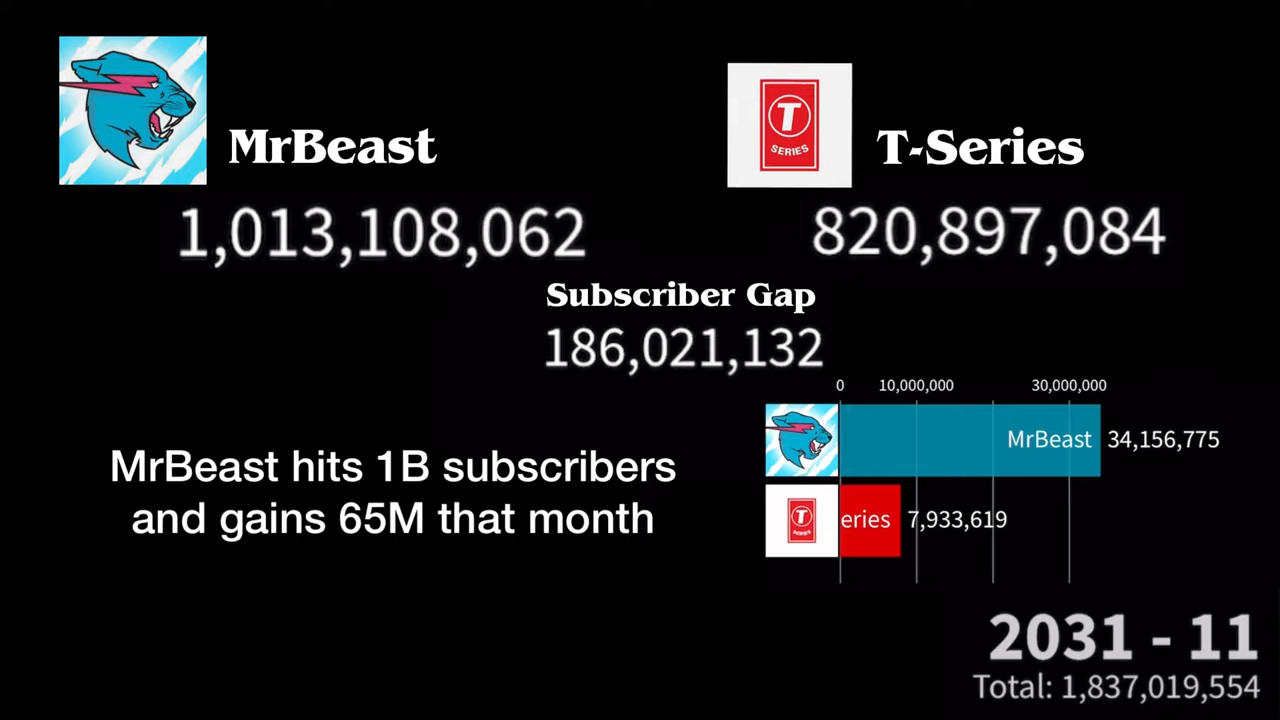 MrBeast
T-Series
T
SERIES
1,013,108,062
820,897,084
Subscriber Gap
186,021,132
0 10,000,000 30,000,000
MrBeast 34,156,775
T
SERIES
eries 7,933,619
MrBeast hits 1B subscribers
and gains 65M that month
2031 - 11
Total: 1,837,019,554